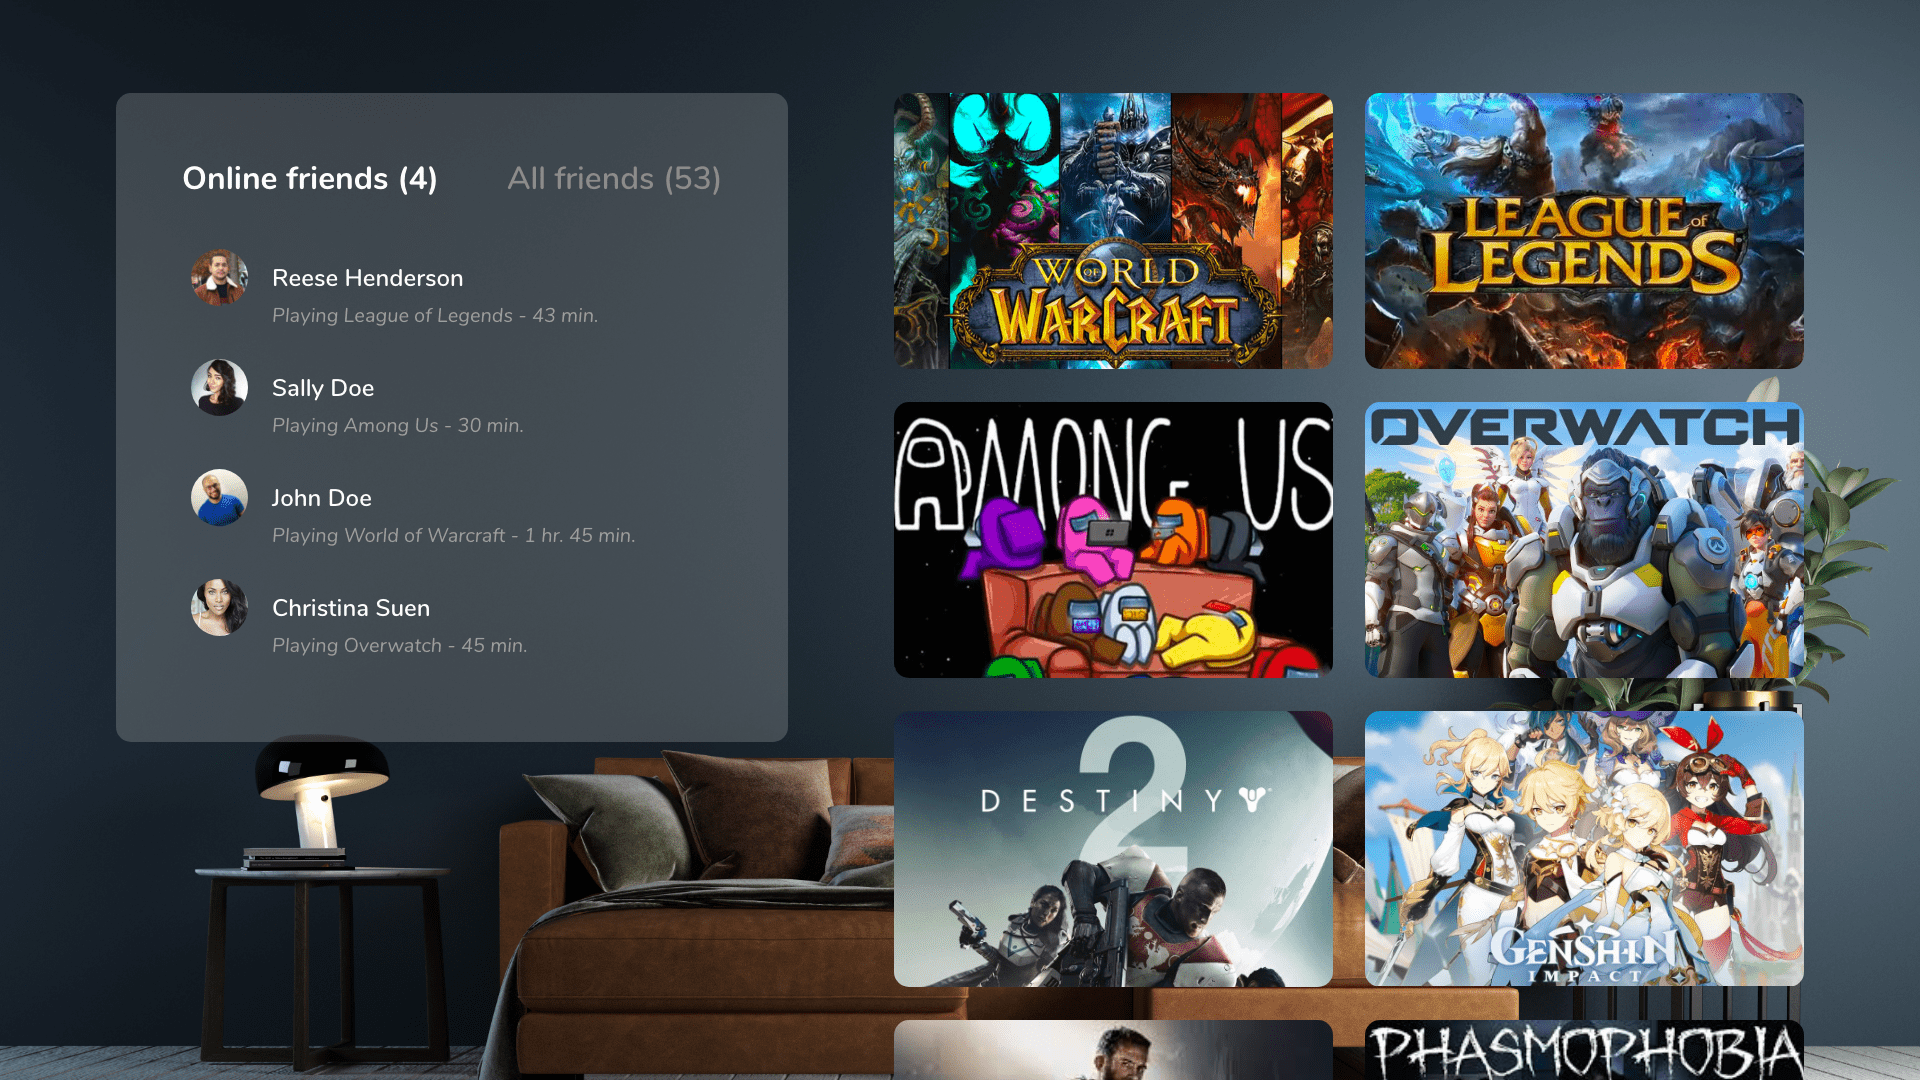 Online friends (4)
All friends (53)
Reese Henderson
Playing League of Legends - 43 min.
Sally Doe
Playing Among Us - 30 min.
John Doe
Playing World of Warcraft - 1 hr. 45 min.
Christina Suen
Playing Overwatch - 45 min.
WORLD
OF
WARCRAFT
LEAGUE of
LEGENDS
AMONG US
OVERWATCH
2
DESTINY
GENSHIN
IMPACT
PHASMOPHOBIA